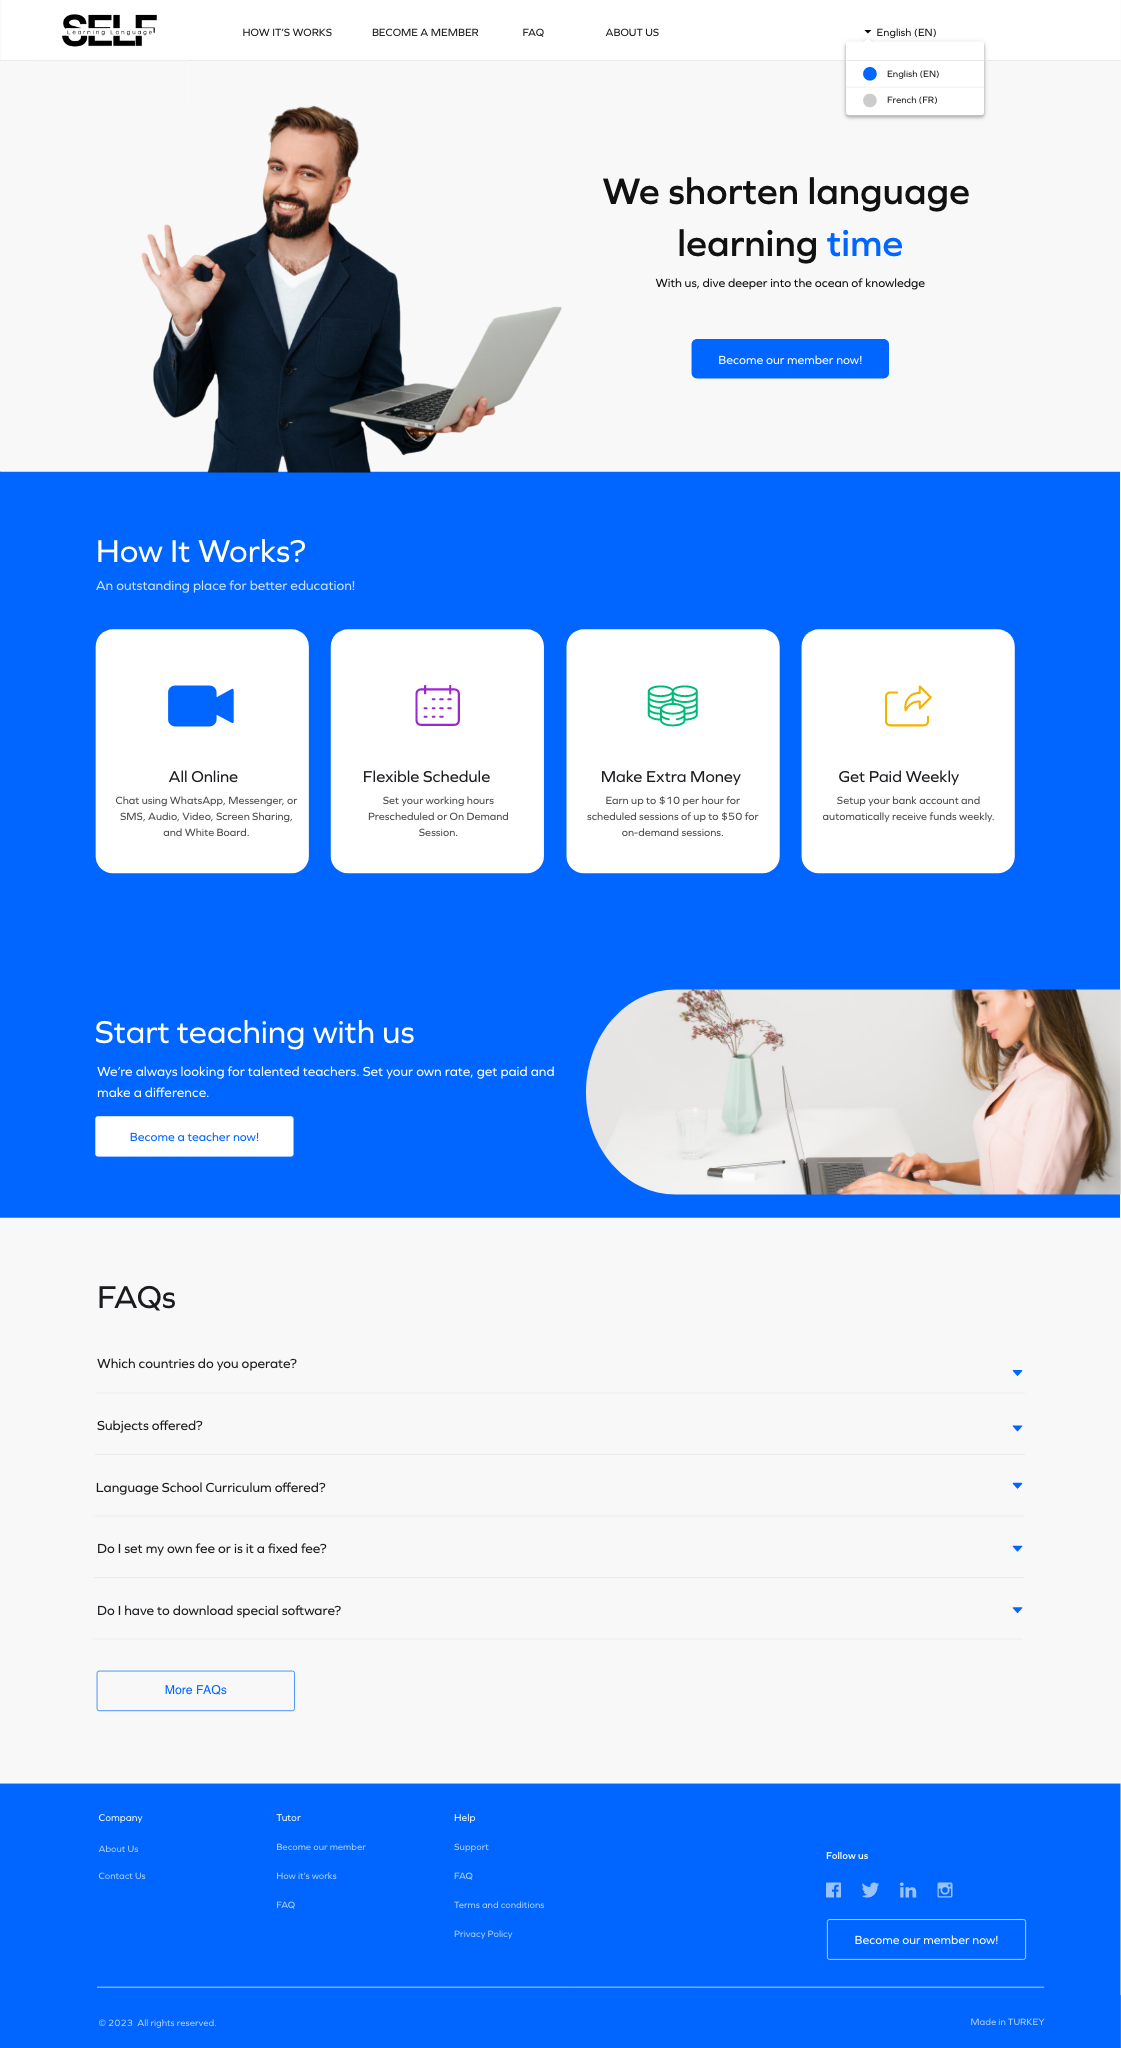 SELF
Learning Language
HOW IT'S WORKS
BECOME A MEMBER
FAQ
ABOUT US
English (EN)
English (EN)
French (FR)
We shorten language
learning time
With us, dive deeper into the ocean of knowledge
Become our member now!
How It Works?
An outstanding place for better education!
All Online
Chat using WhatsApp, Messenger, or
SMS, Audio, Video, Screen Sharing,
and White Board.
Flexible Schedule
Set your working hours
Prescheduled or On Demand
Session.
Make Extra Money
Earn up to $10 per hour for
scheduled sessions of up to $50 for
on-demand sessions.
Get Paid Weekly
Setup your bank account and
automatically receive funds weekly.
Start teaching with us
We're always looking for talented teachers. Set your own rate, get paid and
make a difference.
Become a teacher now!
FAQs
Which countries do you operate?
Subjects offered?
Language School Curriculum offered?
Do I set my own fee or is it a fixed fee?
Do I have to download special software?
More FAQs
Company
About Us
Contact Us
Tutor
Become our member
How it's works
FAQ
Help
Support
FAQ
Terms and conditions
Privacy Policy
Follow us
Become our member now!
© 2023 All rights reserved.
Made in TURKEY